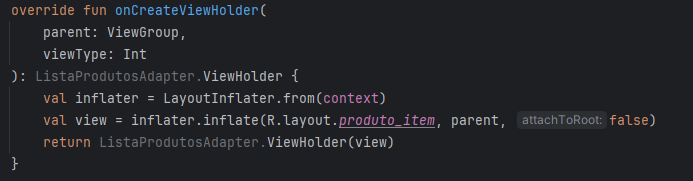 override fun onCreateViewHolder(
    parent: ViewGroup,
    viewType: Int
): ListaProdutosAdapter.ViewHolder {
    val inflater = LayoutInflater.from(context)
    val view = inflater.inflate(R.layout.produto_item, parent, attachToRoot: false)
    return ListaProdutosAdapter.ViewHolder(view)
}